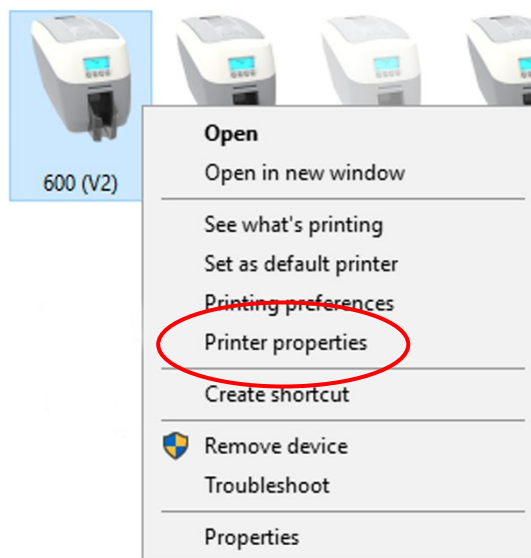 600 (V2)
Open
Open in new window
See what's printing
Set as default printer
Printing preferences
Printer properties
Create shortcut
Remove device
Troubleshoot
Properties